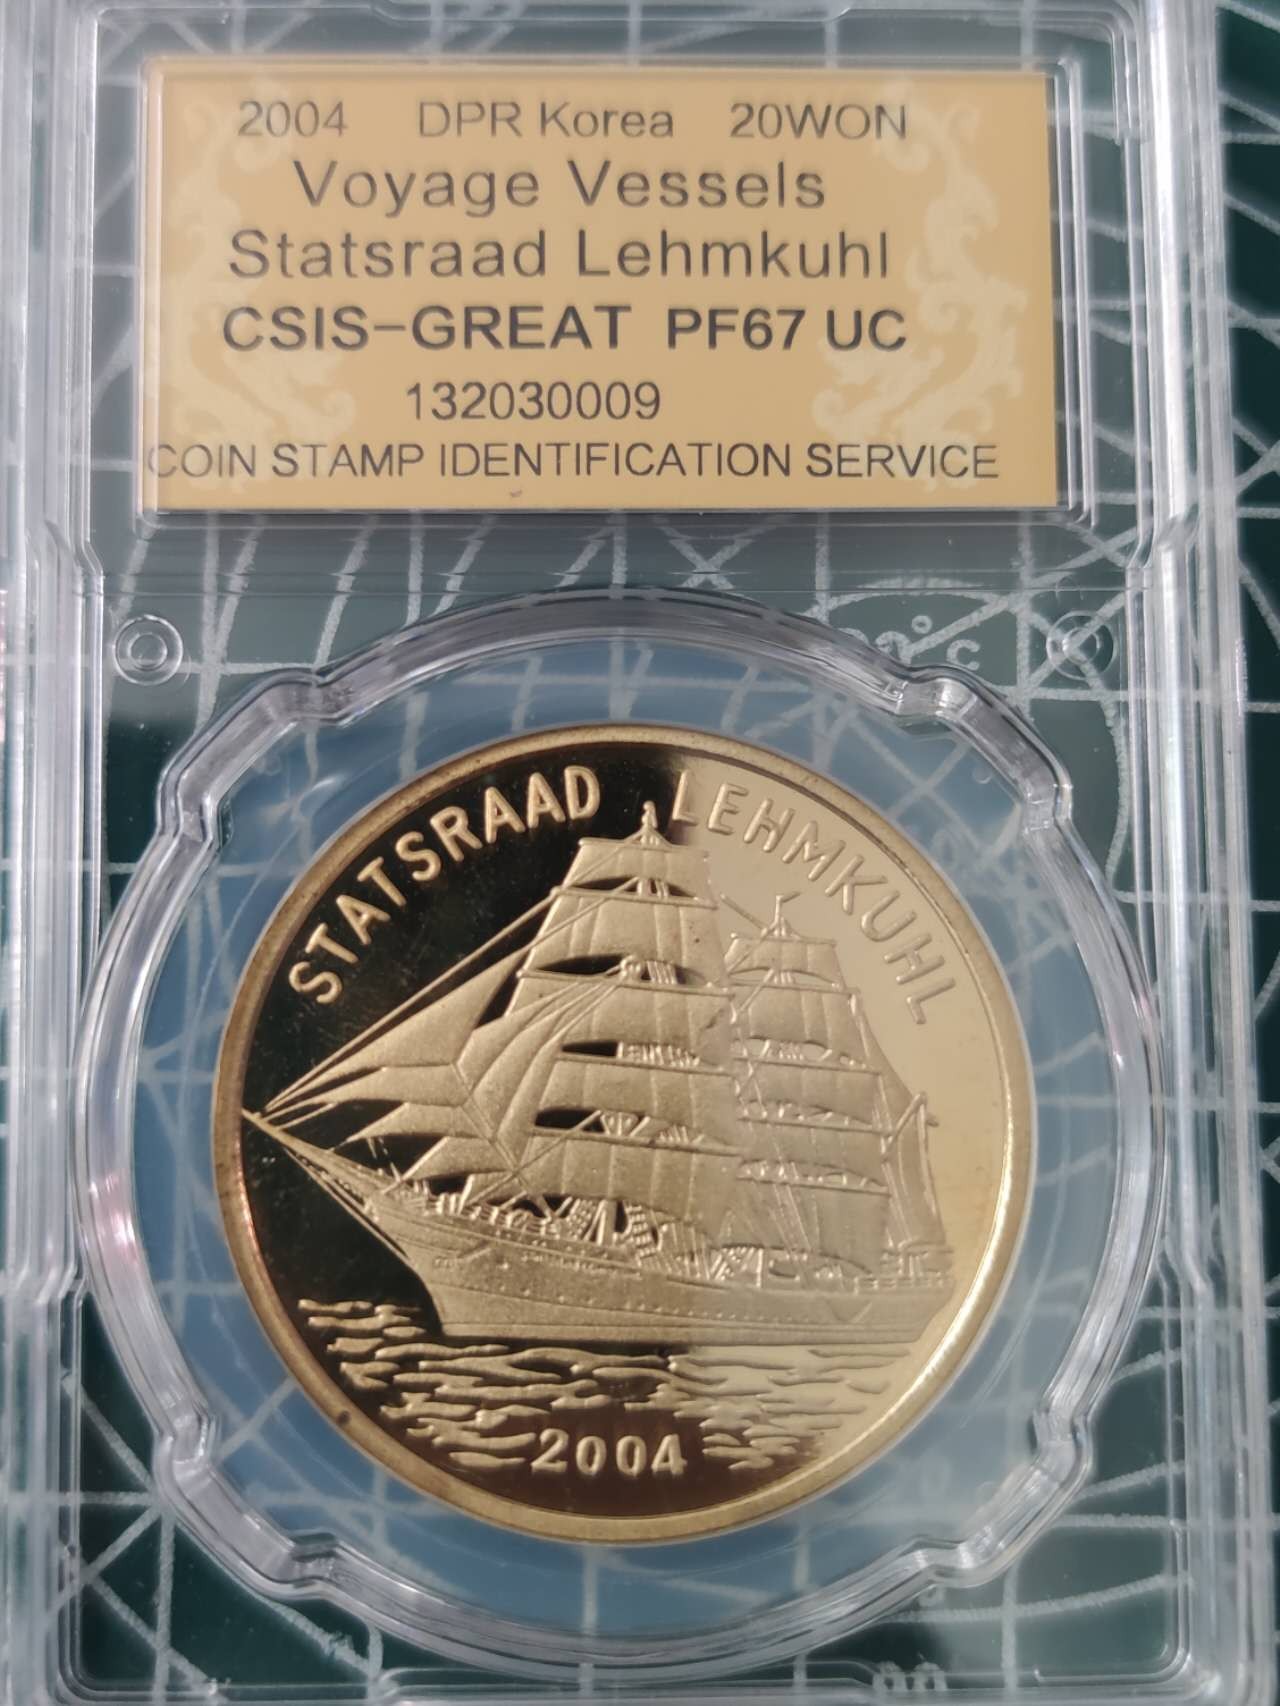 2004 DPR Korea 20WON
Voyage Vessels
Statsraad Lehmkuhl
CSIS-GREAT PF67 UC
132030009
COIN STAMP IDENTIFICATION SERVICE
STATSRAAD LEHMKUHL
2004